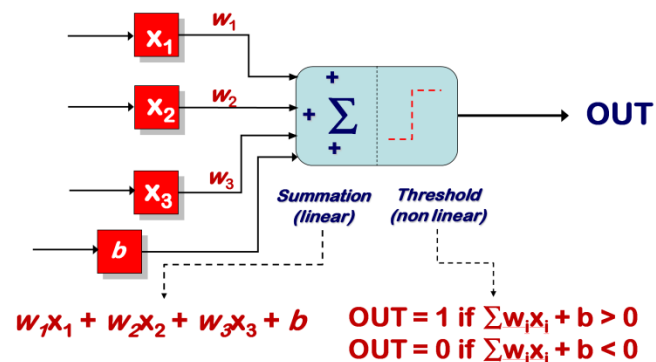 x₁
w₁
x₂
w₂
x₃
w₃
b
+
+ Σ
+
OUT
Summation
(linear)
Threshold
(non linear)
w₁x₁ + w₂x₂ + w₃x₃ + b
OUT = 1 if ∑wᵢxᵢ + b > 0
OUT = 0 if ∑wᵢxᵢ + b < 0